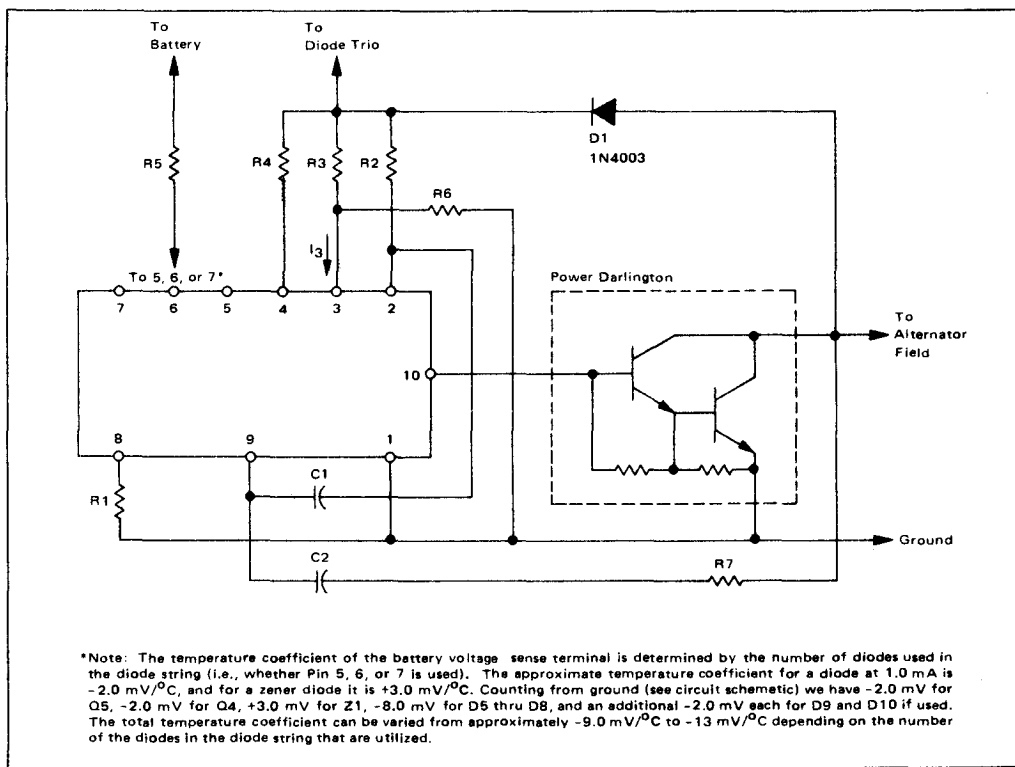 To
Battery
To
Diode Trio
D1
1N4003
R5
R4
R3
R2
R6
I3
To 5, 6, or 7*
7
6
5
4
3
2
Power Darlington
To
Alternator
Field
10
8
9
1
R1
C1
Ground
C2
R7
*Note: The temperature coefficient of the battery voltage sense terminal is determined by the number of diodes used in
the diode string (i.e., whether Pin 5, 6, or 7 is used). The approximate temperature coefficient for a diode at 1.0 mA is
-2.0 mV/°C, and for a zener diode it is +3.0 mV/°C. Counting from ground (see circuit schemetic) we have -2.0 mV for
Q5, -2.0 mV for Q4, +3.0 mV for Z1, -8.0 mV for D5 thru D8, and an additional -2.0 mV each for D9 and D10 if used.
The total temperature coefficient can be varied from approximately -9.0 mV/°C to -13 mV/°C depending on the number
of the diodes in the diode string that are utilized.